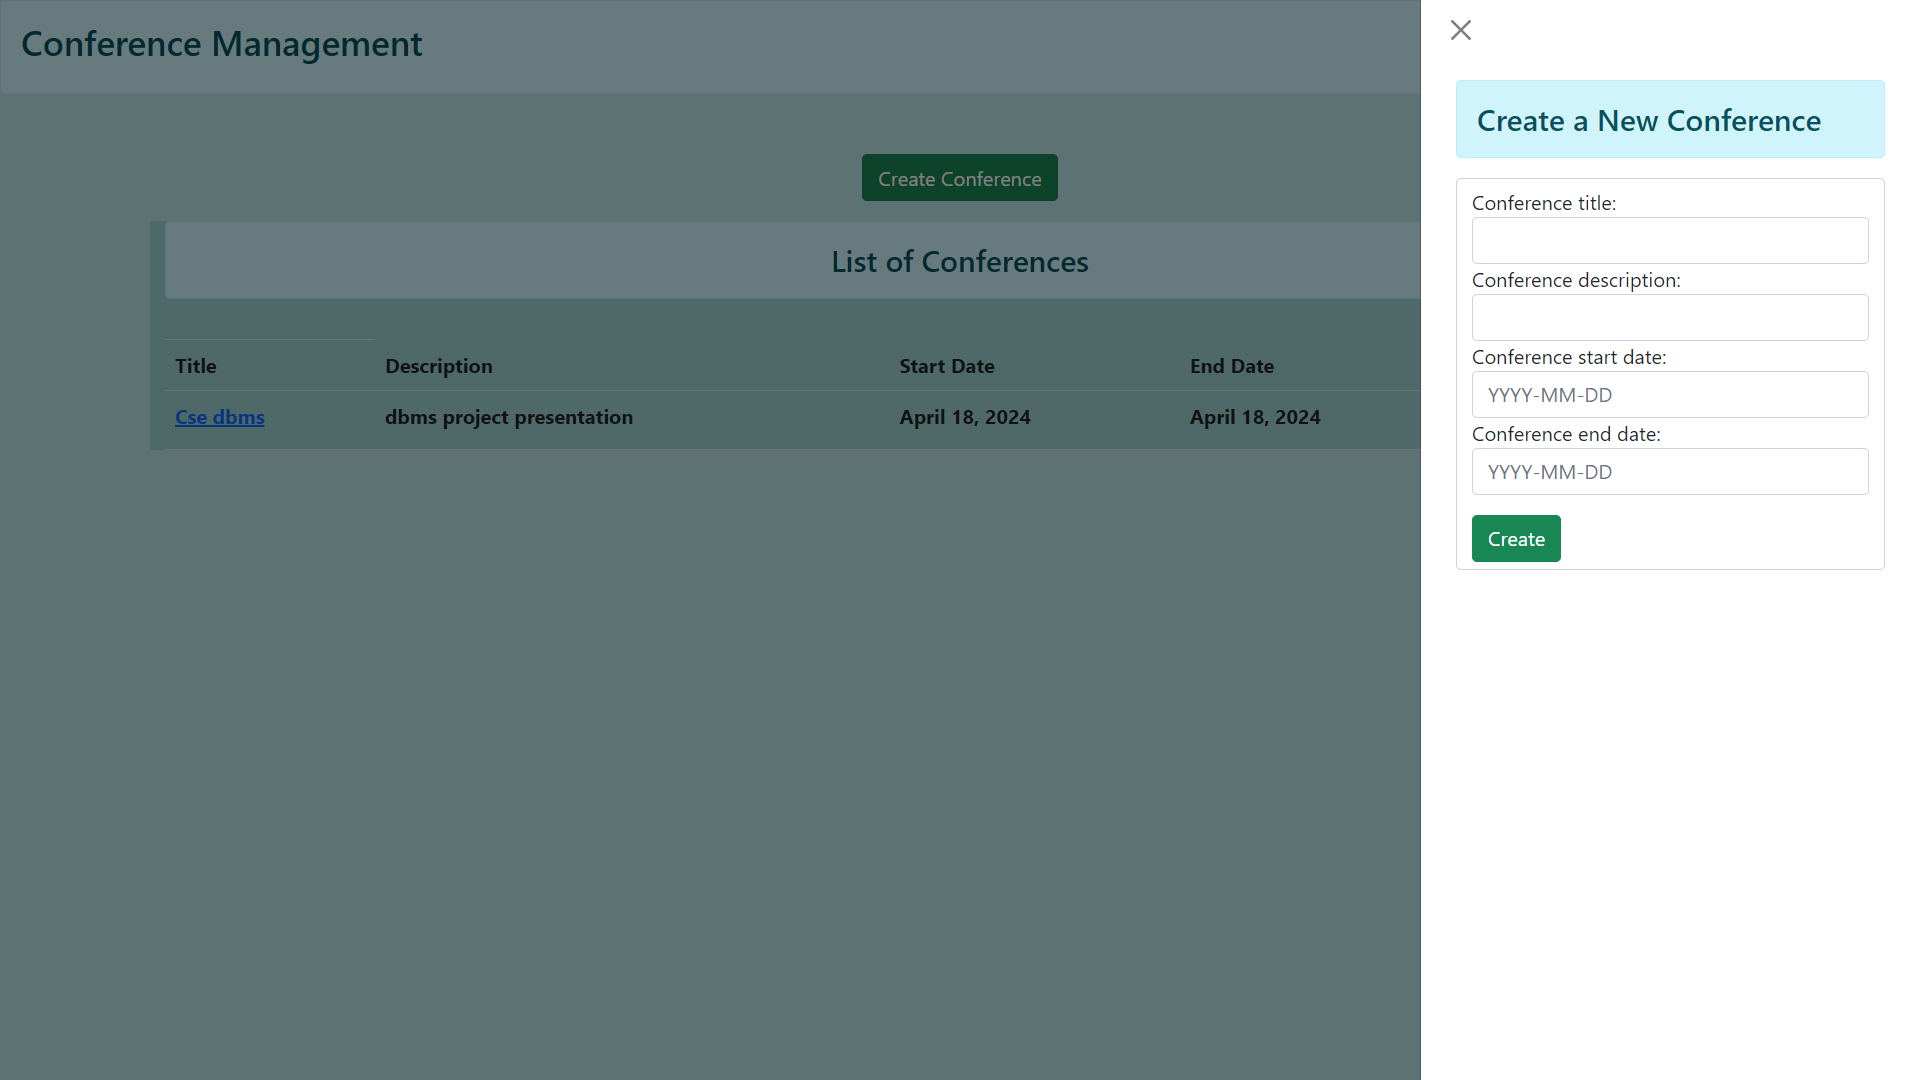 Conference Management
Create Conference
List of Conferences
Title Description Start Date End Date
Cse dbms dbms project presentation April 18, 2024 April 18, 2024
Create a New Conference
Conference title:
Conference description:
Conference start date:
YYYY-MM-DD
Conference end date:
YYYY-MM-DD
Create